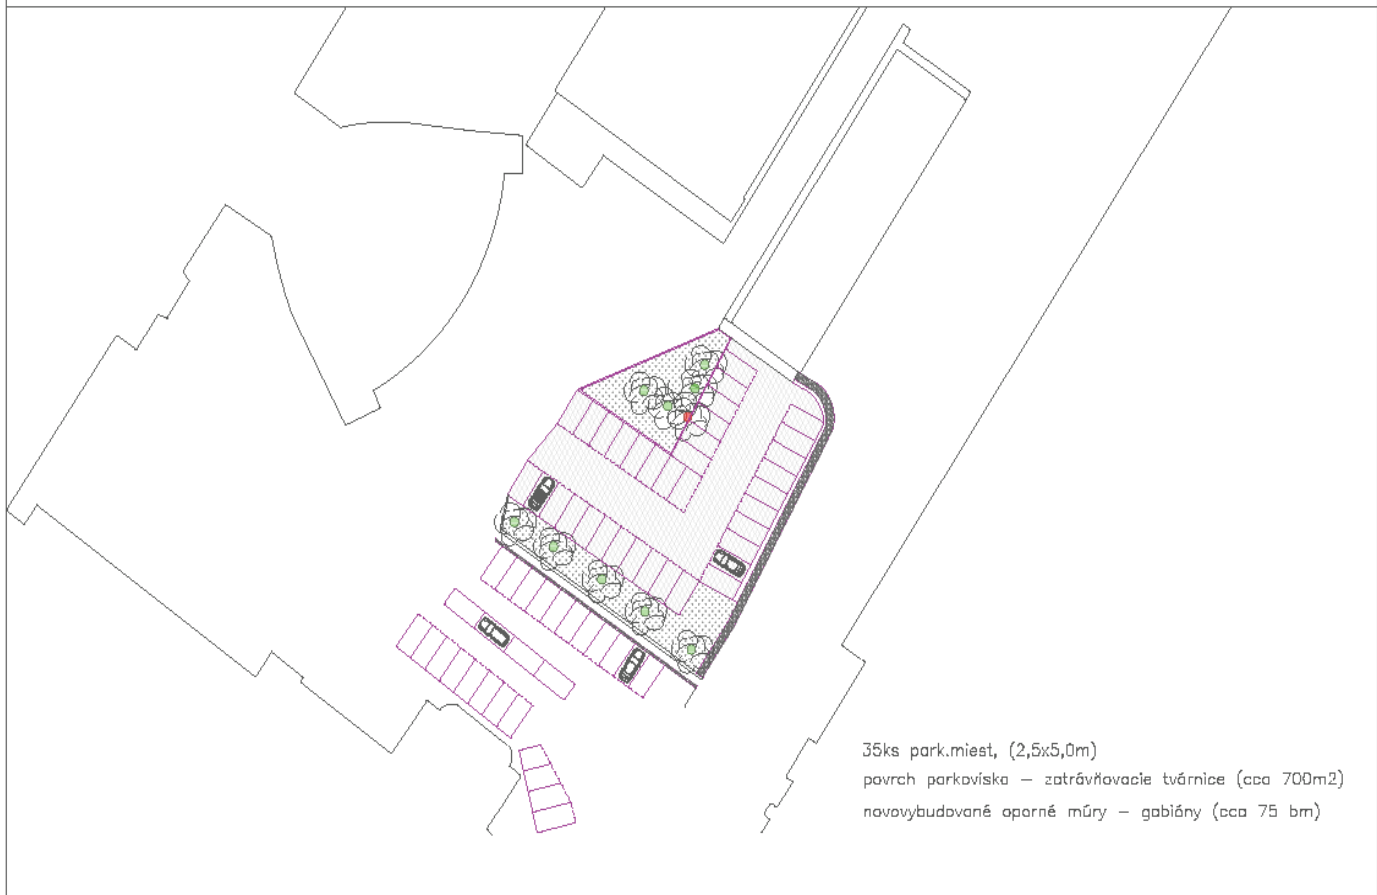 35ks park.miest, (2,5x5,0m)
povrch parkoviska – zatrávňovacie tvárnice (cca 700m2)
novovybudované oporné múry – gabióny (cca 75 bm)